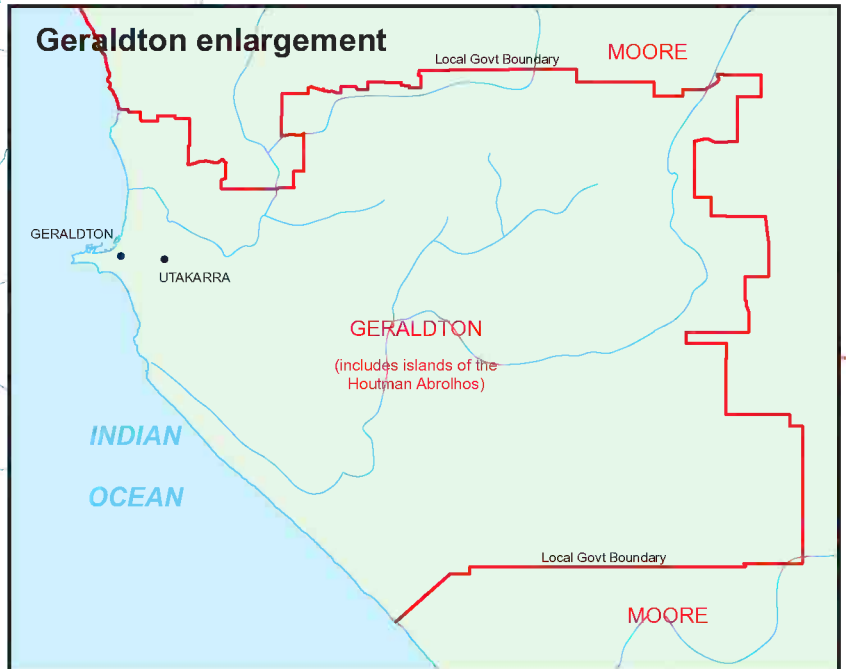 Geraldton enlargement
MOORE
Local Govt Boundary
GERALDTON
UTAKARRA
GERALDTON
(includes islands of the
Houtman Abrolhos)
INDIAN
OCEAN
Local Govt Boundary
MOORE